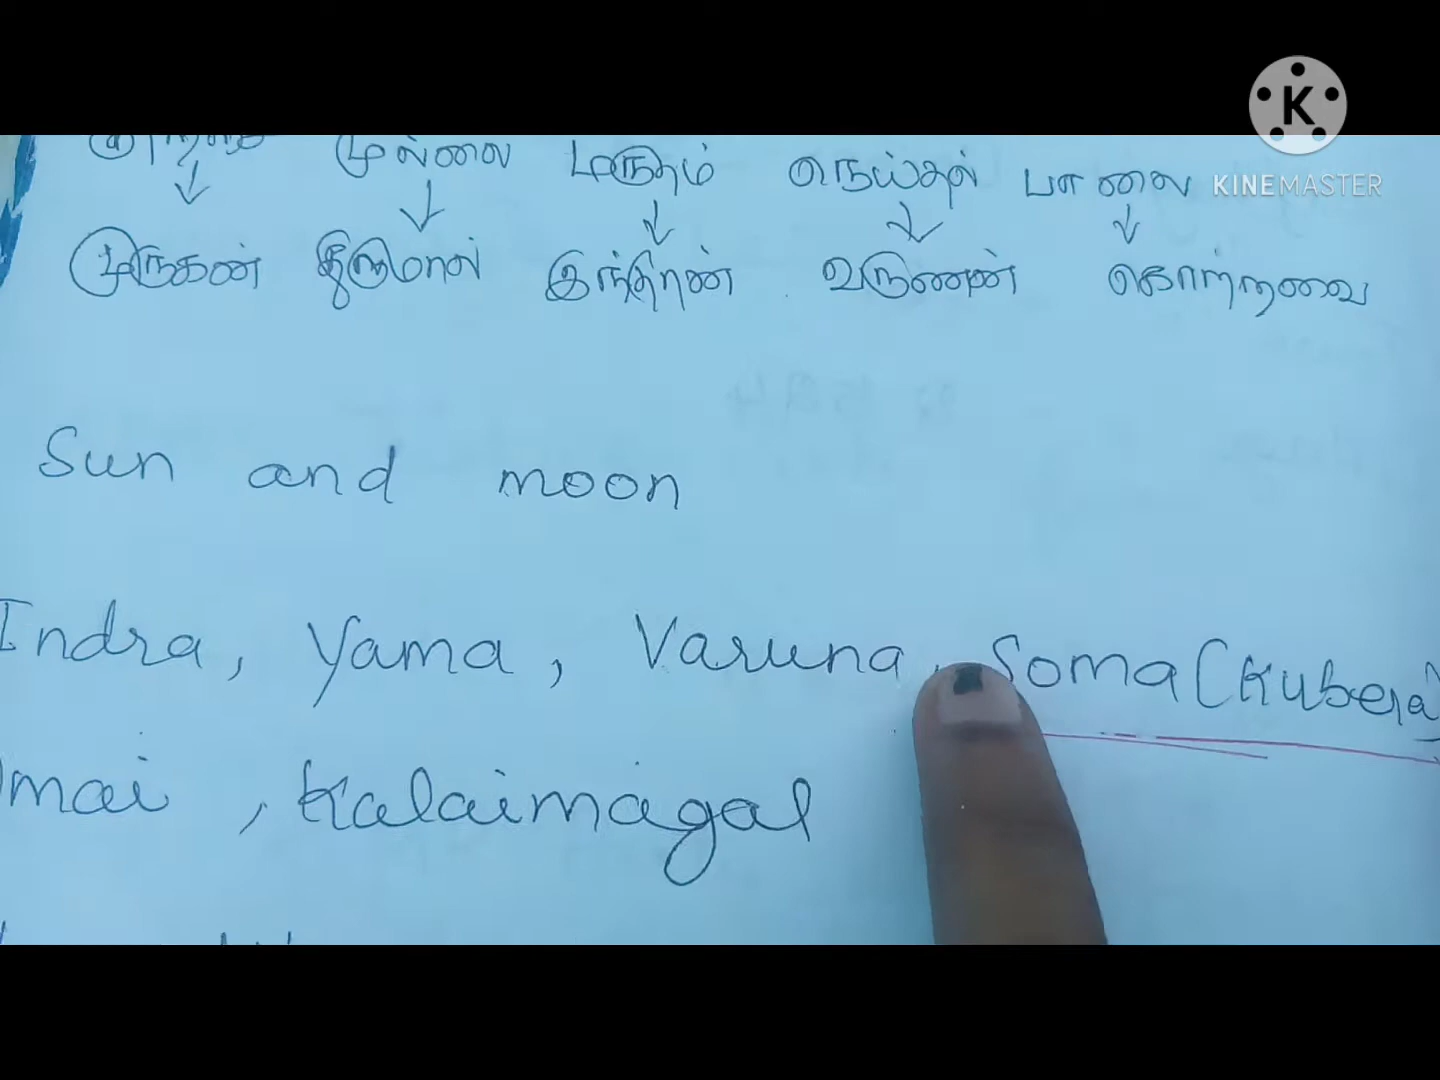 K
KINEMASTER
முல்லை மருதம் நெய்தல் பாலை
முருகன் திருமால் இந்திரன் வருணன் கொற்றவை
Sun and moon
Indra, Yama, Varuna, Soma (Kubera)
mai , Kalaimagal